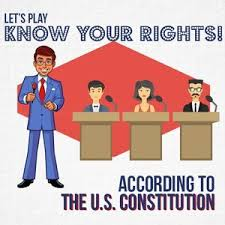 LET'S PLAY
KNOW YOUR RIGHTS!
ACCORDING TO
THE U.S. CONSTITUTION